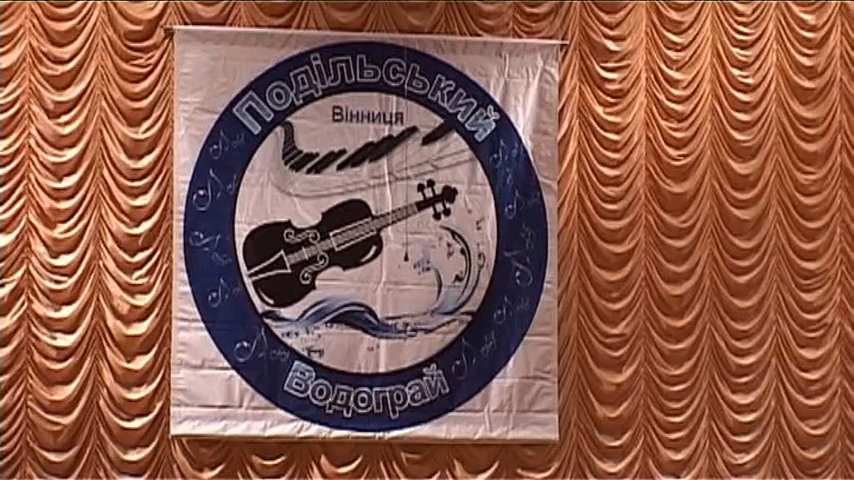 Подільський
Вінниця
Водограй